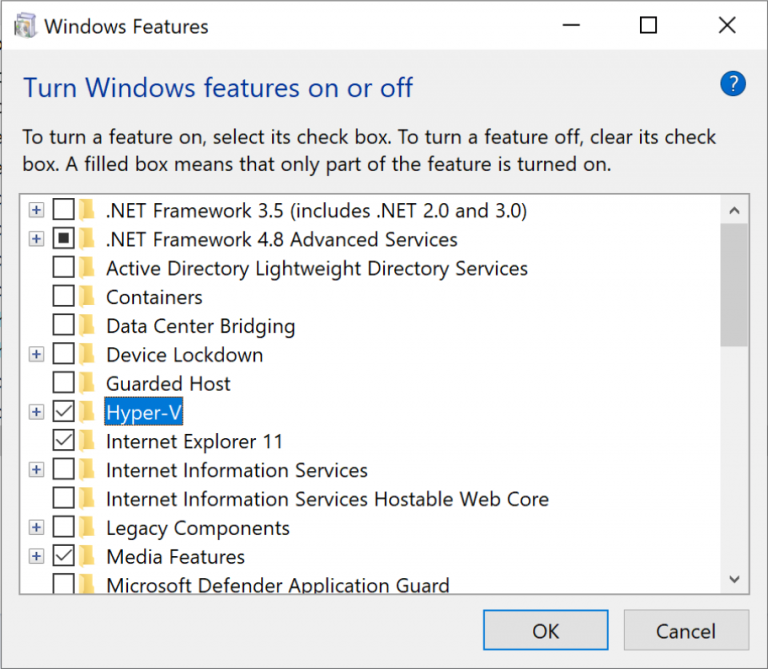 Windows Features
Turn Windows features on or off
?
To turn a feature on, select its check box. To turn a feature off, clear its check
box. A filled box means that only part of the feature is turned on.
.NET Framework 3.5 (includes .NET 2.0 and 3.0)
.NET Framework 4.8 Advanced Services
Active Directory Lightweight Directory Services
Containers
Data Center Bridging
Device Lockdown
Guarded Host
Hyper-V
Internet Explorer 11
Internet Information Services
Internet Information Services Hostable Web Core
Legacy Components
Media Features
Microsoft Defender Application Guard
OK Cancel